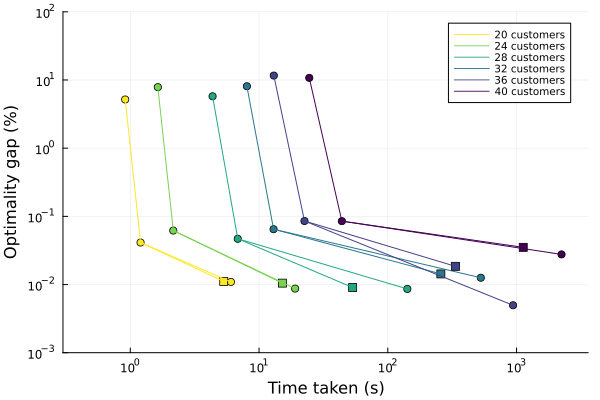 10²
10¹
10⁰
10⁻¹
10⁻²
10⁻³
Optimality gap (%)
20 customers
24 customers
28 customers
32 customers
36 customers
40 customers
10⁰ 10¹ 10² 10³
Time taken (s)